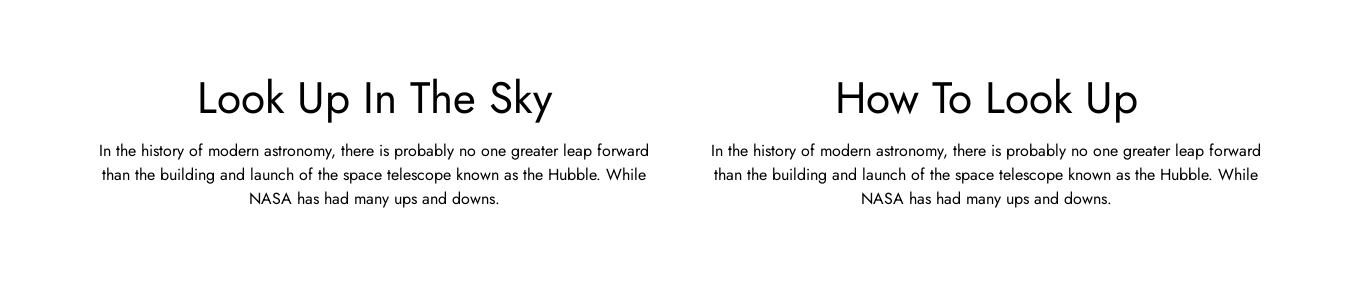 Look Up In The Sky
In the history of modern astronomy, there is probably no one greater leap forward
than the building and launch of the space telescope known as the Hubble. While
NASA has had many ups and downs.
How To Look Up
In the history of modern astronomy, there is probably no one greater leap forward
than the building and launch of the space telescope known as the Hubble. While
NASA has had many ups and downs.